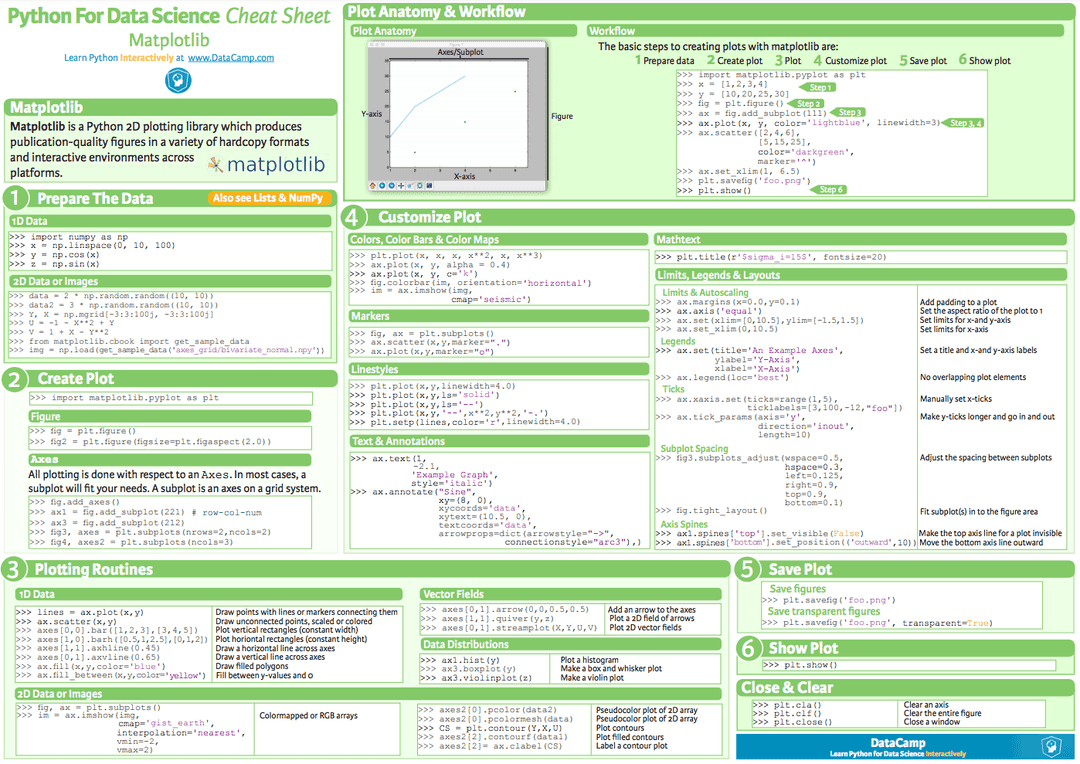 Python For Data Science Cheat Sheet
Matplotlib
Learn Python Interactively at www.DataCamp.com
Matplotlib
Matplotlib is a Python 2D plotting library which produces
publication-quality figures in a variety of hardcopy formats
and interactive environments across
platforms.
matplotlib
1 Prepare The Data
Also see Lists & NumPy
1D Data
>>> import numpy as np
>>> x = np.linspace(0, 10, 100)
>>> y = np.cos(x)
>>> z = np.sin(x)
2D Data or Images
>>> data = 2 * np.random.random((10, 10))
>>> data2 = 3 * np.random.random((10, 10))
>>> Y, X = np.mgrid[-3:3:100j, -3:3:100j]
>>> U = -1 - X**2 + Y
>>> V = 1 + X - Y**2
>>> from matplotlib.cbook import get_sample_data
>>> img = np.load(get_sample_data('axes_grid/bivariate_normal.npy'))
2 Create Plot
>>> import matplotlib.pyplot as plt
Figure
>>> fig = plt.figure()
>>> fig2 = plt.figure(figsize=plt.figaspect(2.0))
Axes
All plotting is done with respect to an Axes. In most cases, a
subplot will fit your needs. A subplot is an axes on a grid system.
>>> fig.add_axes()
>>> ax1 = fig.add_subplot(221) # row-col-num
>>> ax3 = fig.add_subplot(212)
>>> fig3, axes = plt.subplots(nrows=2,ncols=2)
>>> fig4, axes2 = plt.subplots(ncols=3)
Plot Anatomy & Workflow
Plot Anatomy
Axes/Subplot
Y-axis
Figure
X-axis
Workflow
The basic steps to creating plots with matplotlib are:
1 Prepare data 2 Create plot 3 Plot 4 Customize plot 5 Save plot 6 Show plot
>>> import matplotlib.pyplot as plt
>>> x = [1,2,3,4] Step 1
>>> y = [10,20,25,30]
>>> fig = plt.figure() Step 2
>>> ax = fig.add_subplot(111) Step 3
>>> ax.plot(x, y, color='lightblue', linewidth=3) Step 3, 4
>>> ax.scatter([2,4,6],
[5,15,25],
color='darkgreen',
marker='^')
>>> ax.set_xlim(1, 6.5)
>>> plt.savefig('foo.png')
>>> plt.show() Step 6
4 Customize Plot
Colors, Color Bars & Color Maps
>>> plt.plot(x, x, x, x**2, x, x**3)
>>> ax.plot(x, y, alpha = 0.4)
>>> ax.plot(x, y, c='k')
>>> fig.colorbar(im, orientation='horizontal')
>>> im = ax.imshow(img,
cmap='seismic')
Markers
>>> fig, ax = plt.subplots()
>>> ax.scatter(x,y,marker=".")
>>> ax.plot(x,y,marker="o")
Linestyles
>>> plt.plot(x,y,linewidth=4.0)
>>> plt.plot(x,y,ls='solid')
>>> plt.plot(x,y,ls='--')
>>> plt.plot(x,y,'--',x**2,y**2,'-.')
>>> plt.setp(lines,color='r',linewidth=4.0)
Text & Annotations
>>> ax.text(1,
-2.1,
'Example Graph',
style='italic')
>>> ax.annotate("Sine",
xy=(8, 0),
xycoords='data',
xytext=(10.5, 0),
textcoords='data',
arrowprops=dict(arrowstyle="->",
connectionstyle="arc3"),)
Mathtext
>>> plt.title(r'$sigma_i=15$', fontsize=20)
Limits, Legends & Layouts
Limits & Autoscaling
>>> ax.margins(x=0.0,y=0.1) Add padding to a plot
>>> ax.axis('equal') Set the aspect ratio of the plot to 1
>>> ax.set(xlim=[0,10.5],ylim=[-1.5,1.5]) Set limits for x-and y-axis
>>> ax.set_xlim(0,10.5) Set limits for x-axis
Legends
>>> ax.set(title='An Example Axes', Set a title and x-and y-axis labels
ylabel='Y-Axis',
xlabel='X-Axis')
>>> ax.legend(loc='best') No overlapping plot elements
Ticks
>>> ax.xaxis.set(ticks=range(1,5), Manually set x-ticks
ticklabels=[3,100,-12,"foo"])
>>> ax.tick_params(axis='y', Make y-ticks longer and go in and out
direction='inout',
length=10)
Subplot Spacing
>>> fig3.subplots_adjust(wspace=0.5, Adjust the spacing between subplots
hspace=0.3,
left=0.125,
right=0.9,
top=0.9,
bottom=0.1)
>>> fig.tight_layout() Fit subplot(s) in to the figure area
Axis Spines
>>> ax1.spines['top'].set_visible(False) Make the top axis line for a plot invisible
>>> ax1.spines['bottom'].set_position(('outward',10)) Move the bottom axis line outward
3 Plotting Routines
1D Data
>>> lines = ax.plot(x,y) Draw points with lines or markers connecting them
>>> ax.scatter(x,y) Draw unconnected points, scaled or colored
>>> axes[0,0].bar([1,2,3],[3,4,5]) Plot vertical rectangles (constant width)
>>> axes[1,0].barh([0.5,1,2.5],[0,1,2]) Plot horiontal rectangles (constant height)
>>> axes[1,1].axhline(0.45) Draw a horizontal line across axes
>>> axes[0,1].axvline(0.65) Draw a vertical line across axes
>>> ax.fill(x,y,color='blue') Draw filled polygons
>>> ax.fill_between(x,y,color='yellow') Fill between y-values and 0
2D Data or Images
>>> fig, ax = plt.subplots()
>>> im = ax.imshow(img, Colormapped or RGB arrays
cmap='gist_earth',
interpolation='nearest',
vmin=-2,
vmax=2)
Vector Fields
>>> axes[0,1].arrow(0,0,0.5,0.5) Add an arrow to the axes
>>> axes[1,1].quiver(y,z) Plot a 2D field of arrows
>>> axes[0,1].streamplot(X,Y,U,V) Plot 2D vector fields
Data Distributions
>>> ax1.hist(y) Plot a histogram
>>> ax3.boxplot(y) Make a box and whisker plot
>>> ax3.violinplot(z) Make a violin plot
>>> axes2[0].pcolor(data2) Pseudocolor plot of 2D array
>>> axes2[0].pcolormesh(data) Pseudocolor plot of 2D array
>>> CS = plt.contour(Y,X,U) Plot contours
>>> axes2[2].contourf(data1) Plot filled contours
>>> axes2[2]= ax.clabel(CS) Label a contour plot
5 Save Plot
Save figures
>>> plt.savefig('foo.png')
Save transparent figures
>>> plt.savefig('foo.png', transparent=True)
6 Show Plot
>>> plt.show()
Close & Clear
>>> plt.cla() Clear an axis
>>> plt.clf() Clear the entire figure
>>> plt.close() Close a window
DataCamp
Learn Python for Data Science Interactively